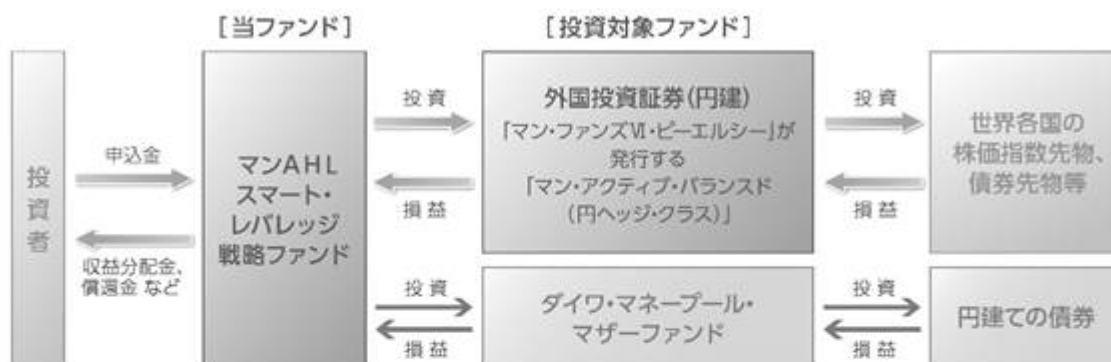 [当ファンド]
[投資対象ファンド]
投資者
申込金
収益分配金、
償還金 など
マンAHL
スマート・
レバレッジ
戦略ファンド
投 資
損 益
外国投資証券(円建)
「マン・ファンズⅥ・ピーエルシー」が
発行する
「マン・アクティブ・バランスド
(円ヘッジ・クラス)」
投 資
損 益
世界各国の
株価指数先物、
債券先物等
投 資
損 益
ダイワ・マネープール・
マザーファンド
投 資
損 益
円建ての債券